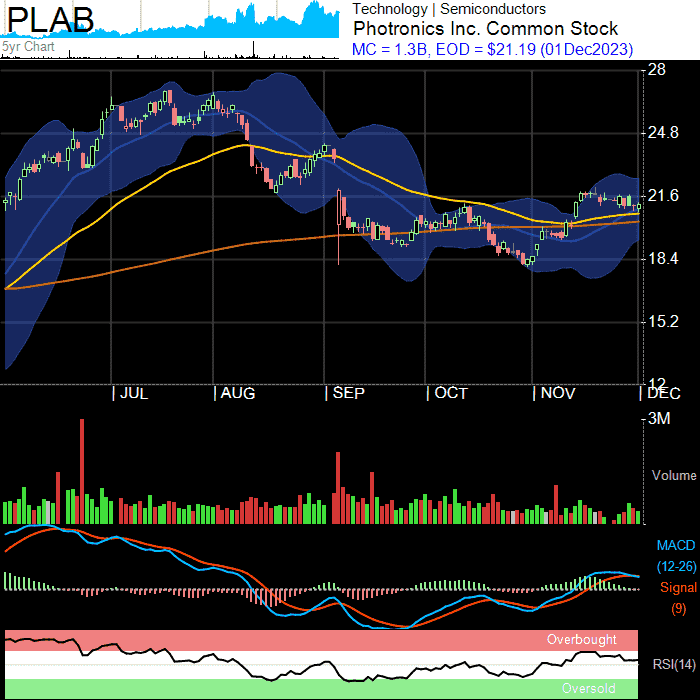 PLAB
5yr Chart
Technology | Semiconductors
Photronics Inc. Common Stock
MC = 1.3B, EOD = $21.19 (01Dec2023)
28
24.8
21.6
18.4
15.2
12
JUL
AUG
SEP
OCT
NOV
DEC
3M
Volume
MACD
(12-26)
Signal
(9)
Overbought
RSI(14)
Oversold